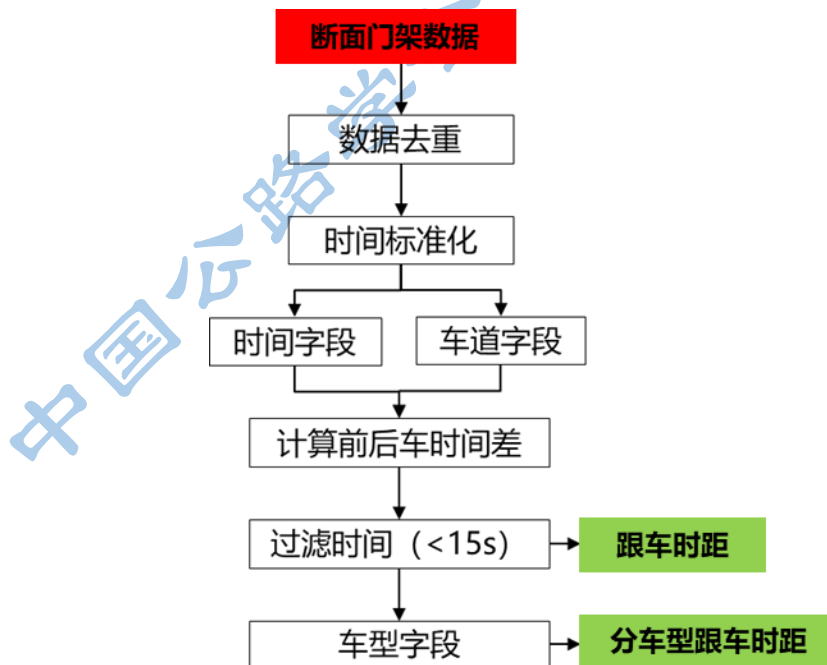 断面门架数据
数据去重
时间标准化
时间字段
车道字段
计算前后车时间差
过滤时间（<15s）
跟车时距
车型字段
分车型跟车时距
中国公路学